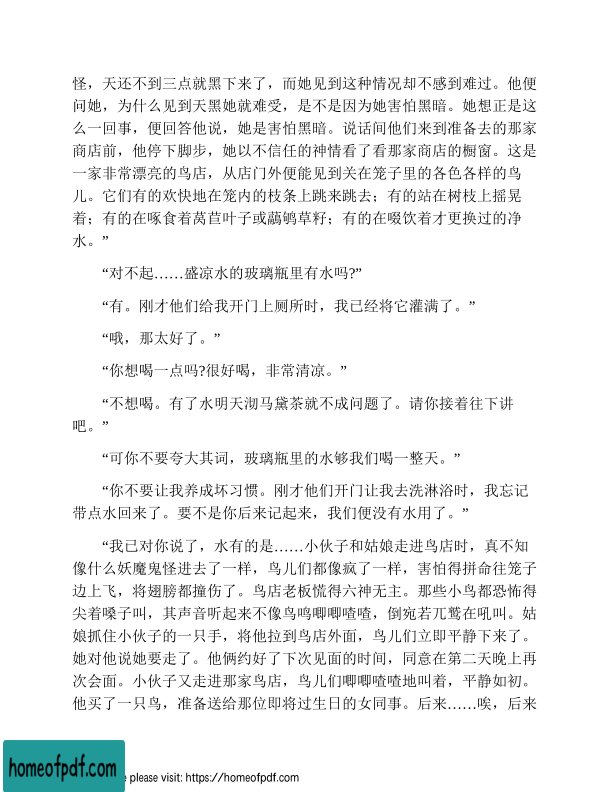 怪，天还不到三点就黑下来了，而她见到这种情况却不感到难过。他便
问她，为什么见到天黑她就难受，是不是因为她害怕黑暗。她想正是这
么一回事，便回答他说，她是害怕黑暗。说话间他们来到准备去的那家
商店前，他停下脚步，她以不信任的神情看了看那家商店的橱窗。这是
一家非常漂亮的鸟店，从店门外便能见到关在笼子里的各色各样的鸟
儿。它们有的欢快地在笼内的枝条上跳来跳去；有的站在树枝上摇晃
着；有的在啄食着莴苣叶子或虉鹌草籽；有的在啜饮着才更换过的净
水。”
“对不起……盛凉水的玻璃瓶里有水吗?”
“有。刚才他们给我开门上厕所时，我已经将它灌满了。”
“哦，那太好了。”
“你想喝一点吗?很好喝，非常清凉。”
“不想喝。有了水明天沏马黛茶就不成问题了。请你接着往下讲
吧。”
“可你不要夸大其词，玻璃瓶里的水够我们喝一整天。”
“你不要让我养成坏习惯。刚才他们开门让我去洗淋浴时，我忘记
带点水回来了。要不是你后来记起来，我们便没有水用了。”
“我已对你说了，水有的是……小伙子和姑娘走进鸟店时，真不知
像什么妖魔鬼怪进去了一样，鸟儿们都像疯了一样，害怕得拼命往笼子
边上飞，将翅膀都撞伤了。鸟店老板慌得六神无主。那些小鸟都恐怖得
尖着嗓子叫，其声音听起来不像鸟鸣唧唧喳喳，倒宛若兀鹫在吼叫。姑
娘抓住小伙子的一只手，将他拉到鸟店外面，鸟儿们立即平静下来了。
她对他说她要走了。他俩约好了下次见面的时间，同意在第二天晚上再
次会面。小伙子又走进那家鸟店，鸟儿们唧唧喳喳地叫着，平静如初。
他买了一只鸟，准备送给那位即将过生日的女同事。后来……唉，后来
homeofpdf.com
e please visit: https://homeofpdf.com